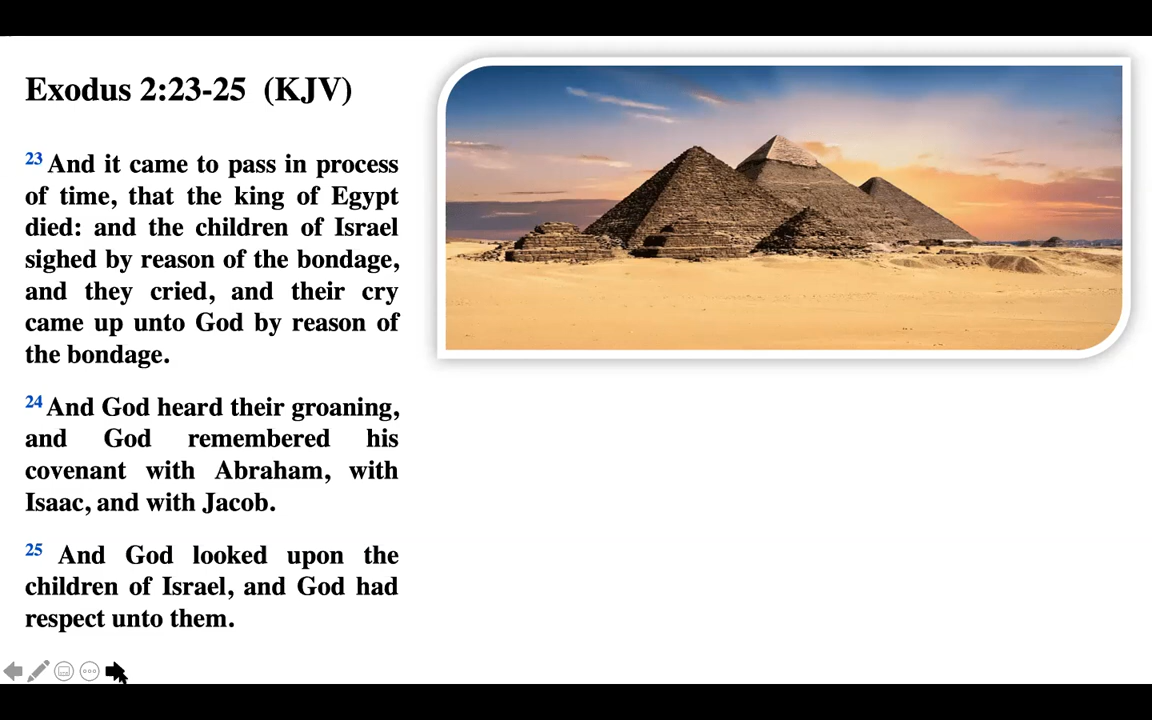 Exodus 2:23-25 (KJV)
23 And it came to pass in process
of time, that the king of Egypt
died: and the children of Israel
sighed by reason of the bondage,
and they cried, and their cry
came up unto God by reason of
the bondage.
24 And God heard their groaning,
and God remembered his
covenant with Abraham, with
Isaac, and with Jacob.
25 And God looked upon the
children of Israel, and God had
respect unto them.